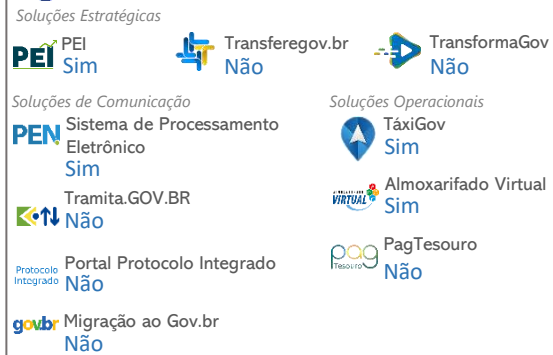 Soluções Estratégicas
PEI
PEI
Sim
Transferegov.br
Não
TransformaGov
Não
Soluções de Comunicação
PEN
Sistema de Processamento
Eletrônico
Sim
Tramita.GOV.BR
Não
Protocolo
Integrado
Portal Protocolo Integrado
Não
gov.br
Migração ao Gov.br
Não
Soluções Operacionais
TáxiGov
Sim
VIRTUAL
Almoxarifado Virtual
Sim
pag
Tesouro
PagTesouro
Não